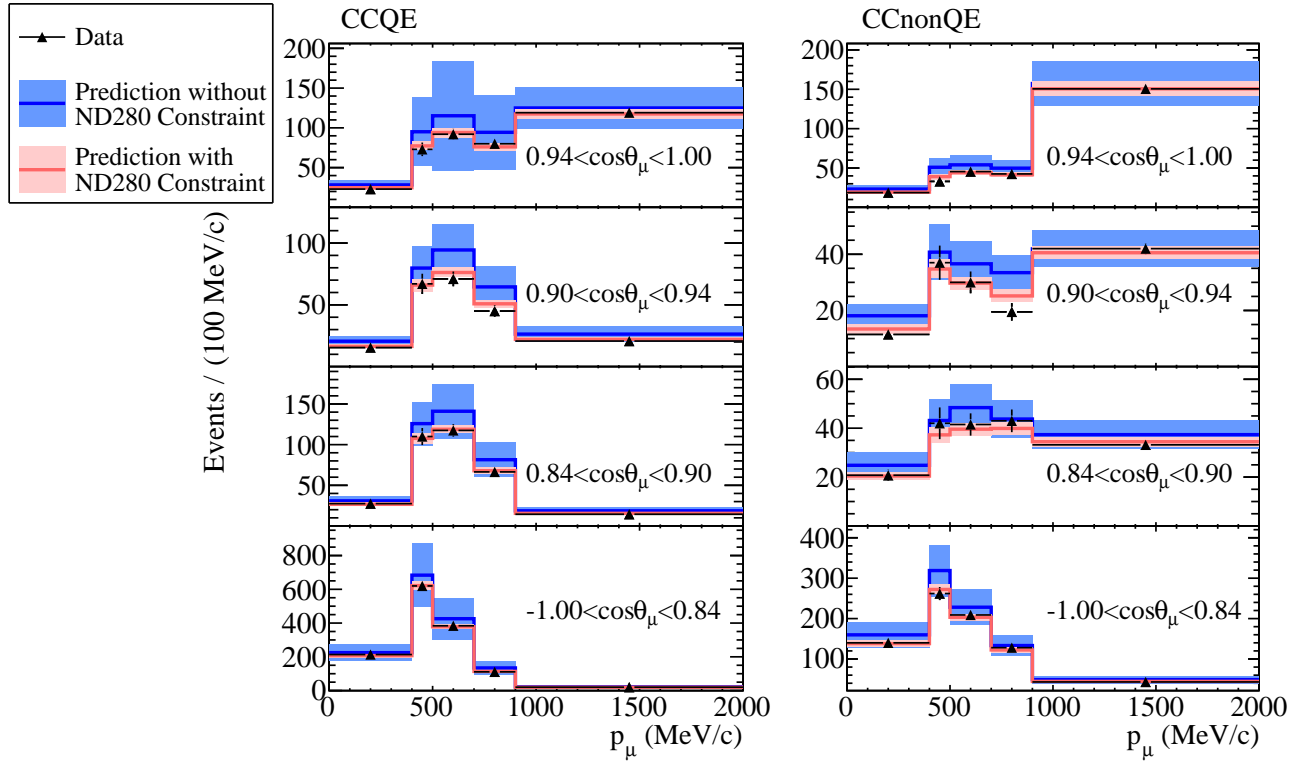 Data
Prediction without
ND280 Constraint
Prediction with
ND280 Constraint
Events / (100 MeV/c)
CCQE
200
150
100
50
0.94<cosθμ<1.00
100
50
0.90<cosθμ<0.94
150
100
50
0.84<cosθμ<0.90
800
600
400
200
0
-1.00<cosθμ<0.84
0 500 1000 1500 2000
pμ (MeV/c)
CCnonQE
200
150
100
50
0.94<cosθμ<1.00
40
20
0.90<cosθμ<0.94
60
40
20
0.84<cosθμ<0.90
400
300
200
100
-1.00<cosθμ<0.84
0 500 1000 1500 2000
pμ (MeV/c)